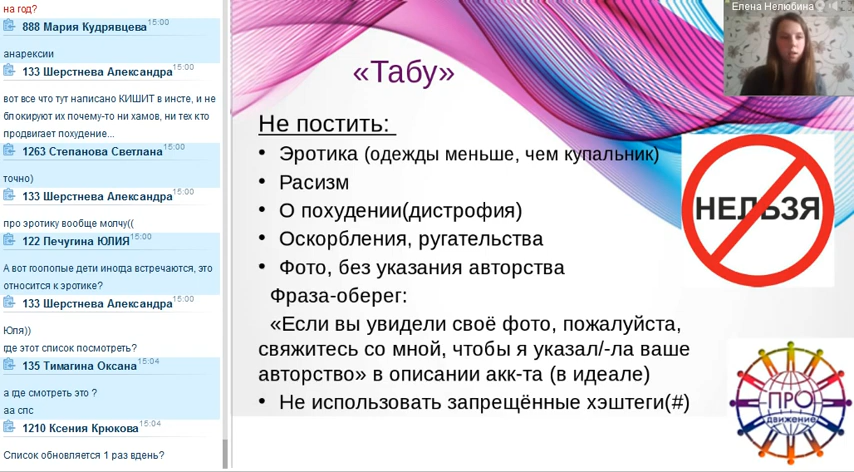 на год?
888 Мария Кудрявцева 15:00
анарексии
133 Шерстнева Александра 15:00
вот все что тут написано КИШИТ в инсте, и не
блокируют их почему-то ни хамов, ни тех кто
продвигает похудение...
1263 Степанова Светлана 15:00
точно)
133 Шерстнева Александра 15:00
про эротику вообще молчу((
122 Печугина ЮЛИЯ 15:00
А вот гоопопые дети иногда встречаются, это
относится к эротике?
133 Шерстнева Александра 15:00
Юля))
где этот список посмотреть?
135 Тимагина Оксана 15:04
а где смотреть это ?
аа спс
1210 Ксения Крюкова 15:04
Список обновляется 1 раз вдень?
«Табу»
Не постить:
• Эротика (одежды меньше, чем купальник)
• Расизм
• О похудении(дистрофия)
• Оскорбления, ругательства
• Фото, без указания авторства
Фраза-оберег:
«Если вы увидели своё фото, пожалуйста,
свяжитесь со мной, чтобы я указал/-ла ваше
авторство» в описании акк-та (в идеале)
• Не использовать запрещённые хэштеги(#)
Елена Нелюбина
НЕЛЬЗЯ
ПРО
движение